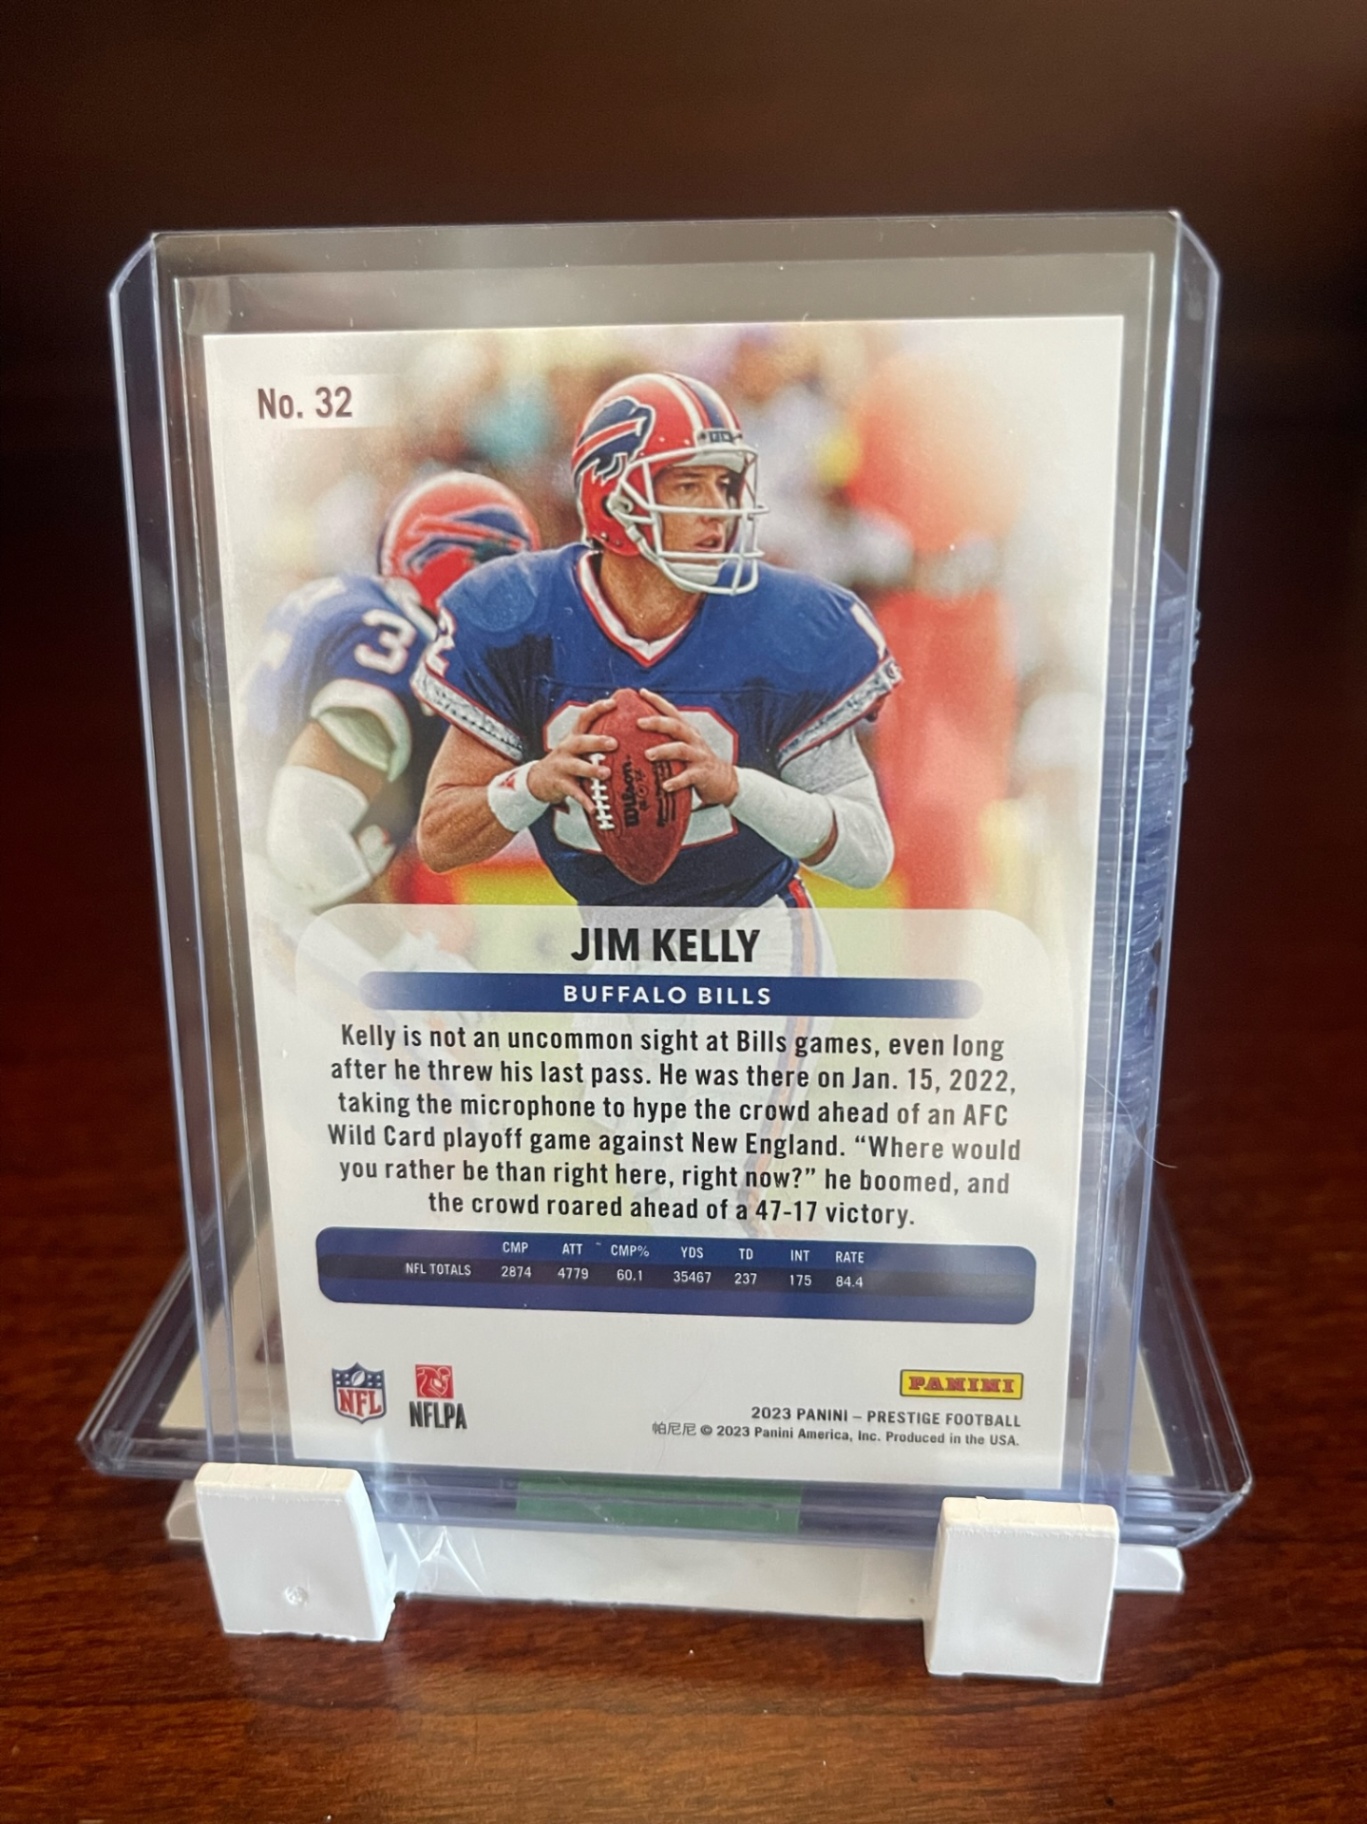 No. 32
3
2
1
12
Wilson
JIM KELLY
BUFFALO BILLS
Kelly is not an uncommon sight at Bills games, even long
after he threw his last pass. He was there on Jan. 15, 2022,
taking the microphone to hype the crowd ahead of an AFC
Wild Card playoff game against New England. “Where would
you rather be than right here, right now?” he boomed, and
the crowd roared ahead of a 47-17 victory.
CMP ATT CMP% YDS TD INT RATE
NFL TOTALS 2874 4779 60.1 35467 237 175 84.4
NFL
NFLPA
PANINI
2023 PANINI – PRESTIGE FOOTBALL
帕尼尼 © 2023 Panini America, Inc. Produced in the USA.